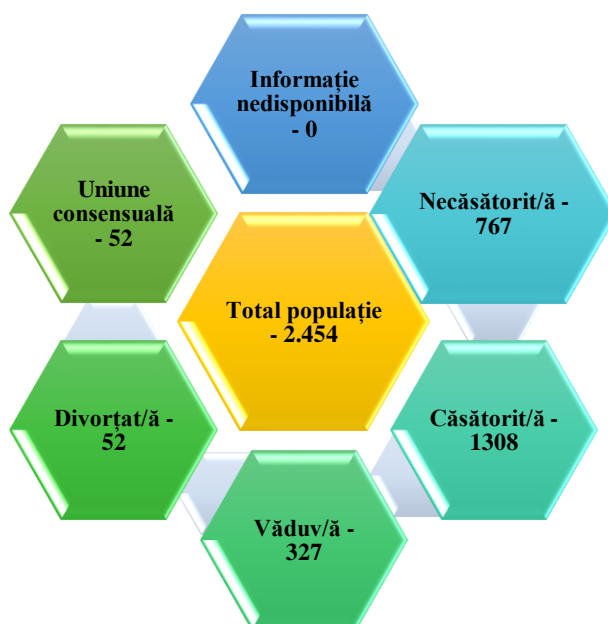 Informație
nedisponibilă
- 0
Necăsătorit/ă -
767
Căsătorit/ă -
1308
Văduv/ă -
327
Divorțat/ă -
52
Uniune
consensuală
- 52
Total populație
- 2.454